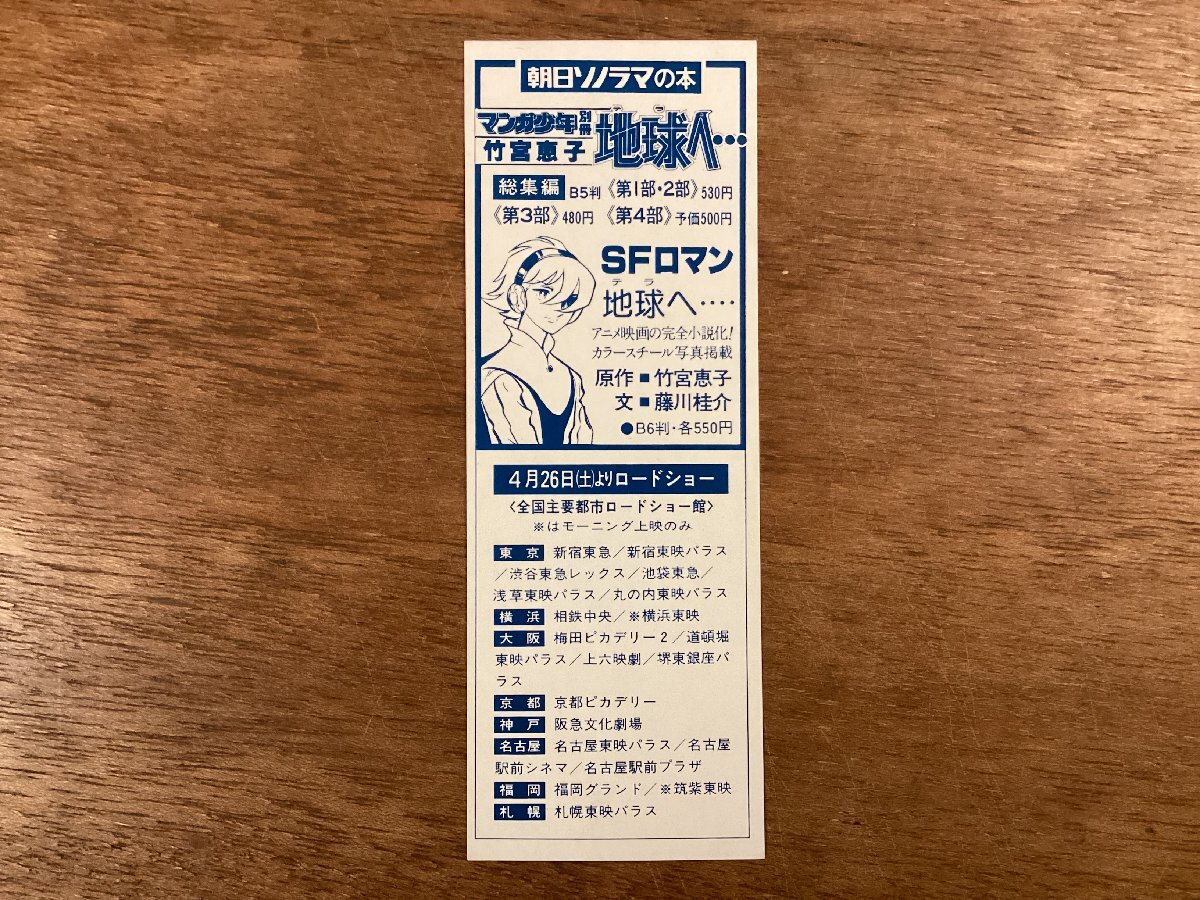 朝日ソノラマの本
マンガ少年別冊
竹宮恵子
テラ
地球へ…
総集編 B5判《第1部・2部》530円
《第3部》480円 《第4部》予価500円
SFロマン
テラ
地球へ‥‥
アニメ映画の完全小説化!
カラースチール写真掲載
原作■竹宮恵子
文■藤川桂介
●B6判・各550円
4月26日(土)よりロードショー
〈全国主要都市ロードショー館〉
※はモーニング上映のみ
東京 新宿東急/新宿東映パラス
/渋谷東急レックス/池袋東急/
浅草東映パラス/丸の内東映パラス
横浜 相鉄中央/※横浜東映
大阪 梅田ピカデリー2/道頓堀
東映パラス/上六映劇/堺東銀座パ
ラス
京都 京都ピカデリー
神戸 阪急文化劇場
名古屋 名古屋東映パラス/名古屋
駅前シネマ/名古屋駅前プラザ
福岡 福岡グランド/※筑紫東映
札幌 札幌東映パラス